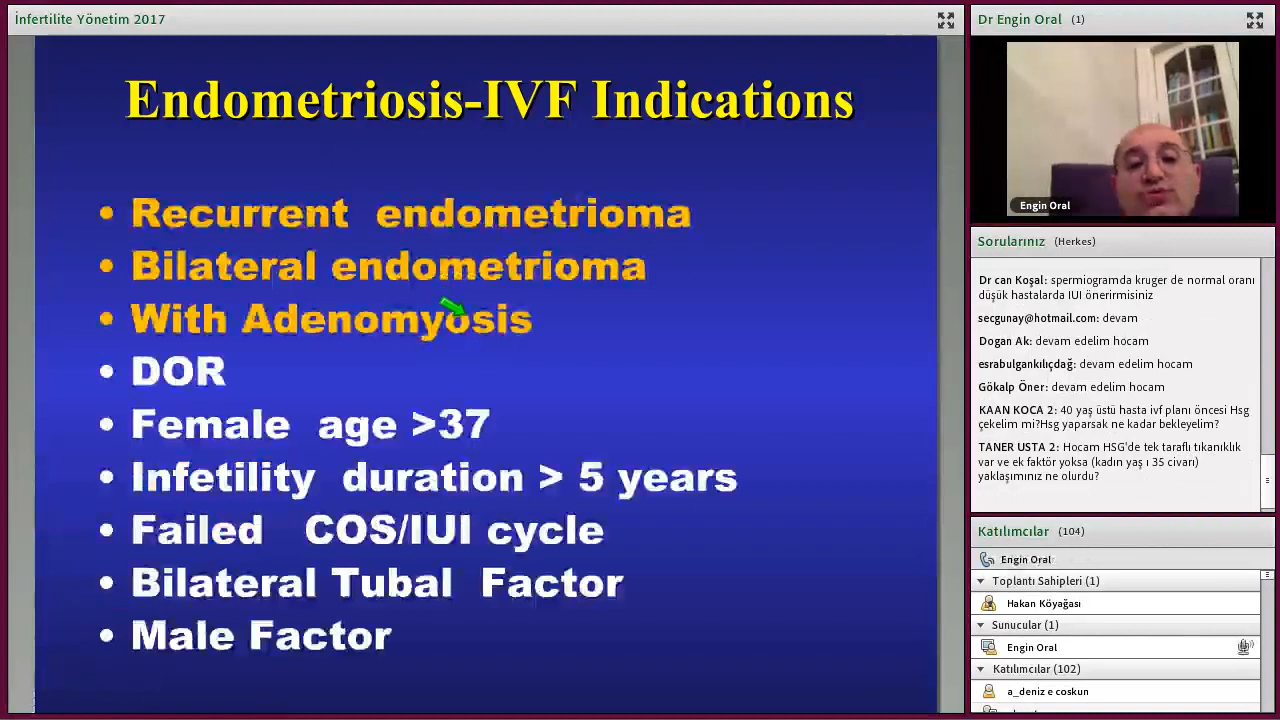 İnfertilite Yönetim 2017
Endometriosis-IVF Indications
• Recurrent endometrioma
• Bilateral endometrioma
• With Adenomyosis
• DOR
• Female age >37
• Infetility duration > 5 years
• Failed COS/IUI cycle
• Bilateral Tubal Factor
• Male Factor
Dr Engin Oral (1)
Engin Oral
Sorularınız (Herkes)
Dr can Koşal: spermiogramda kruger de normal oranı
düşük hastalarda IUI önerirmisiniz
secgunay@hotmail.com: devam
Dogan Ak: devam edelim hocam
esrabulgankılıçdağ: devam edelim hocam
Gökalp Öner: devam edelim hocam
KAAN KOCA 2: 40 yaş üstü hasta ivf planı öncesi Hsg
çekelim mi?Hsg yaparsak ne kadar bekleyelim?
TANER USTA 2: Hocam HSG'de tek taraflı tıkanıklık
var ve ek faktör yoksa (kadın yaş ı 35 civarı)
yaklaşımınız ne olurdu?
Katılımcılar (104)
Engin Oral
Toplantı Sahipleri (1)
Hakan Köyağası
Sunucular (1)
Engin Oral
Katılımcılar (102)
a_deniz e coskun